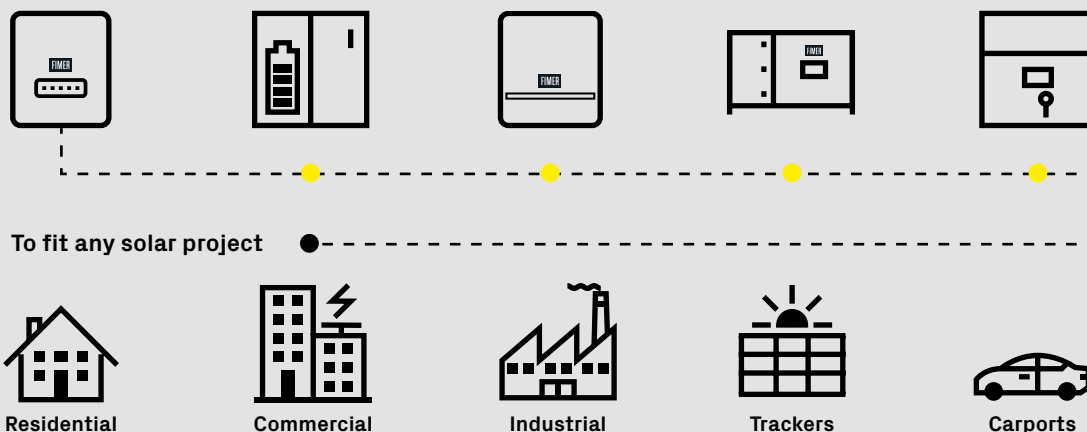 FIMER
FIMER
FIMER
To fit any solar project
Residential
Commercial
Industrial
Trackers
Carports